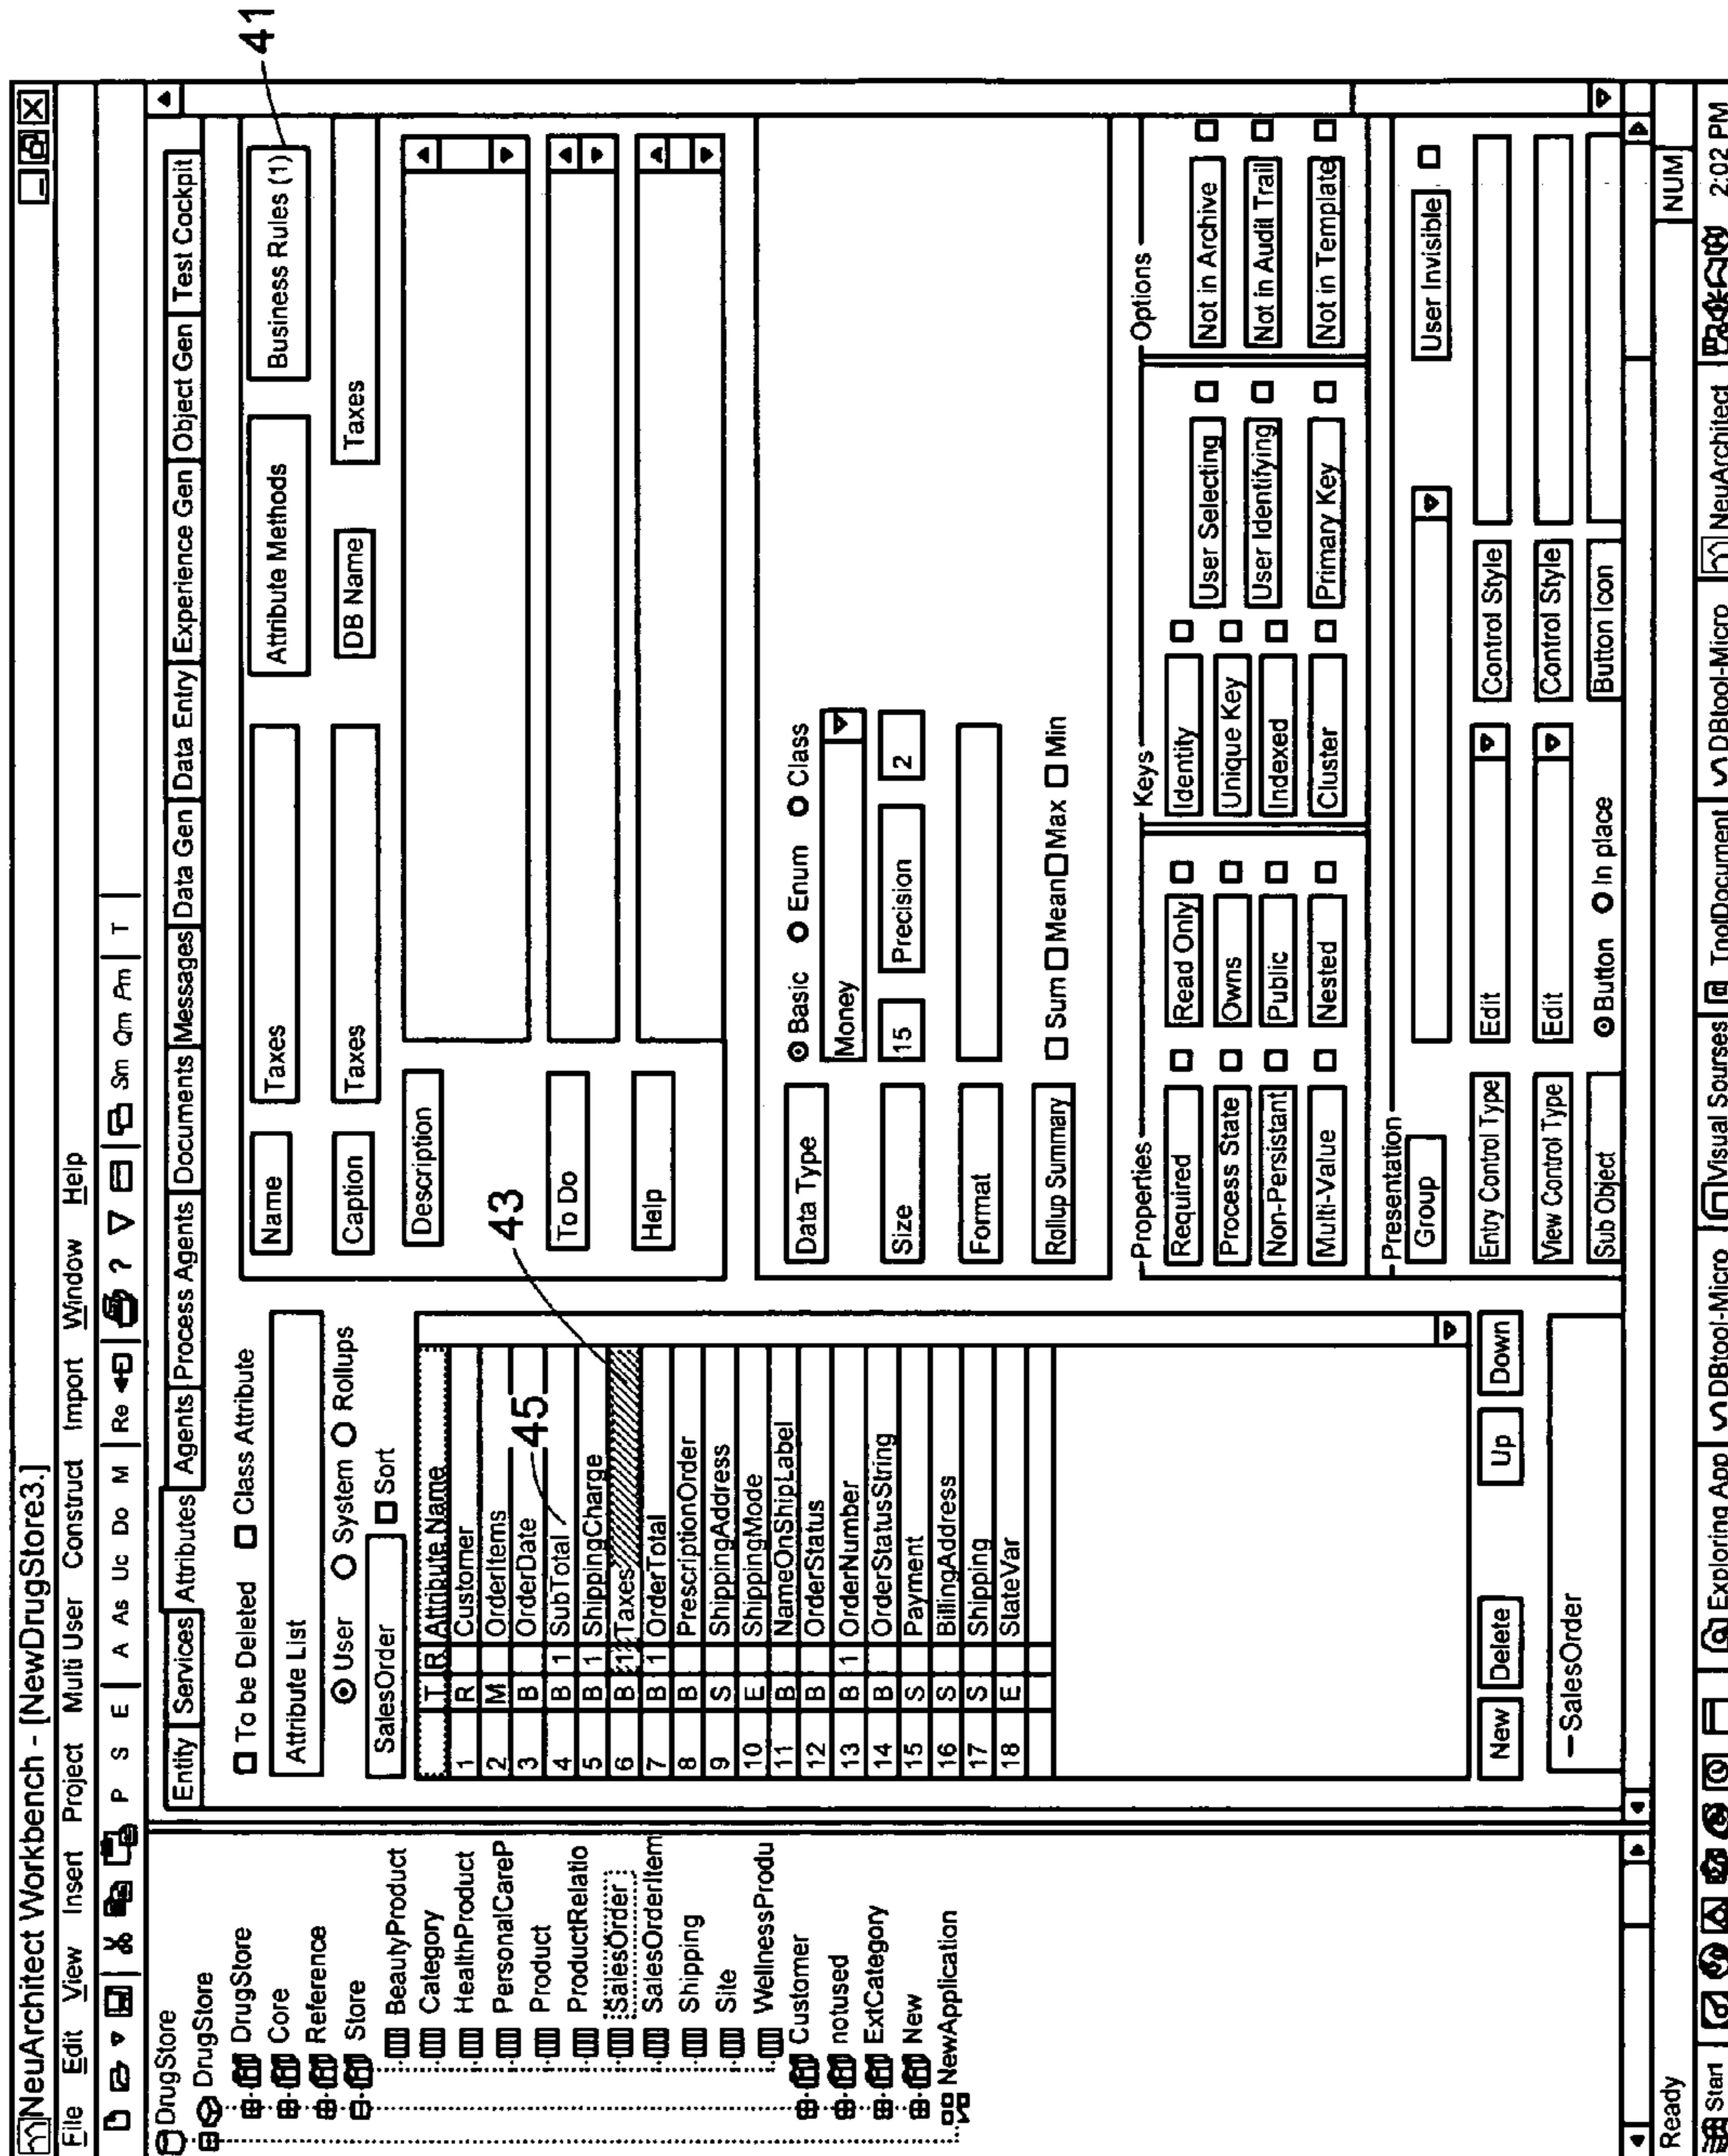 NeuArchitect Workbench - [NewDrugStore3.]
File Edit View Insert Project Multi User Construct Import Window Help
P S E A As Uc Do M Re ? Sm Qm Pm T
DrugStore
DrugStore
DrugStore
Core
Reference
Store
BeautyProduct
Category
HealthProduct
PersonalCareP
Product
ProductRelatio
SalesOrder
SalesOrderItem
Shipping
Site
WellnessProdu
Customer
notused
ExtCategory
New
NewApplication
Entity Services Attributes Agents Process Agents Documents Messages Data Gen Data Entry Experience Gen Object Gen Test Cockpit
To be Deleted Class Attribute
Attribute List
User System Rollups
SalesOrder Sort
T R Attribute Name
1 R Customer
2 M OrderItems
3 B OrderDate
4 B 1 SubTotal
5 B 1 ShippingCharge
6 B 12 Taxes
7 B 1 OrderTotal
8 B PrescriptionOrder
9 S ShippingAddress
10 E ShippingMode
11 B NameOnShipLabel
12 B OrderStatus
13 B 1 OrderNumber
14 B OrderStatusString
15 S Payment
16 S BillingAddress
17 S Shipping
18 E StateVar
45
43
New Delete Up Down
SalesOrder
Name Taxes Attribute Methods Business Rules (1)
41
Caption Taxes DB Name Taxes
Description
To Do
Help
Data Type Basic Enum Class
Money
Size 15 Precision 2
Format
Rollup Summary Sum Mean Max Min
Properties Keys Options
Required Read Only Identity User Selecting Not in Archive
Process State Owns Unique Key User Identifying Not in Audit Trail
Non-Persistant Public Indexed Primary Key Not in Template
Multi-Value Nested Cluster
Presentation
Group User Invisible
Entry Control Type Edit Control Style
View Control Type Edit Control Style
Sub Object Button In place Button Icon
Ready NUM
Start Exploring App DBtool-Micro Visual Sourses ToolDocument DBtool-Micro NeuArchitect 2:02 PM